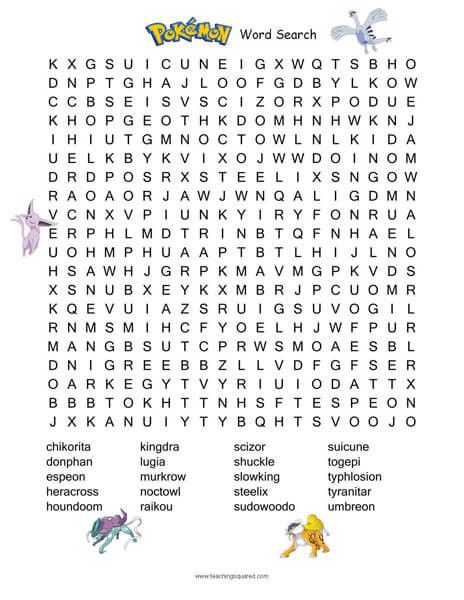 POKéMON Word Search
K X G S U I C U N E I G X W Q T S B H O
D N P T G H A J L O O F G D B Y L K O W
C C B S E I S V S C I Z O R X P O D U E
K H O P G E O T H K D O M H N H W K N J
I H I U T G M N O C T O W L N L K I D A
U E L K B Y K V I X O J W W D O I N O M
D R D P O S R X S T E E L I X S N G O W
R A O A O R J A W J W N Q A L I G D M N
V C N X V P I U N K Y I R Y F O N R U A
E R P H L M D T R I N B T Q F N H A E L
U O H M P H U A A P T B T L H I J L N O
H S A W H J G R P K M A V M G P K V D S
X S N U B X E Y K X M B R J P C U O M R
K Q E V U I A Z S R U I G S U V O G I L
R N M S M I H C F Y O E L H J W F P U R
M A N G B S U T C P R W S M O A E S B L
D N I G R E E B B Z L L V D F G F S E R
O A R K E G Y T V Y R I U I O D A T T X
B B B T O K H T T N H S F T E S P E O N
J X K A N U I Y T Y B Q H T S V O O J O
chikorita kingdra scizor suicune
donphan lugia shuckle togepi
espeon murkrow slowking typhlosion
heracross noctowl steelix tyranitar
houndoom raikou sudowoodo umbreon
www.teachingsquared.com